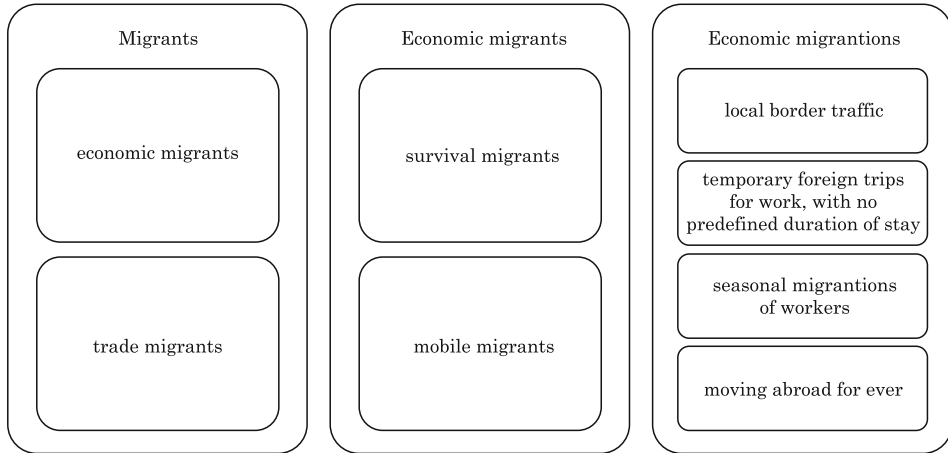 Migrants
economic migrants
trade migrants
Economic migrants
survival migrants
mobile migrants
Economic migrantions
local border traffic
temporary foreign trips
for work, with no
predefined duration of stay
seasonal migrantions
of workers
moving abroad for ever